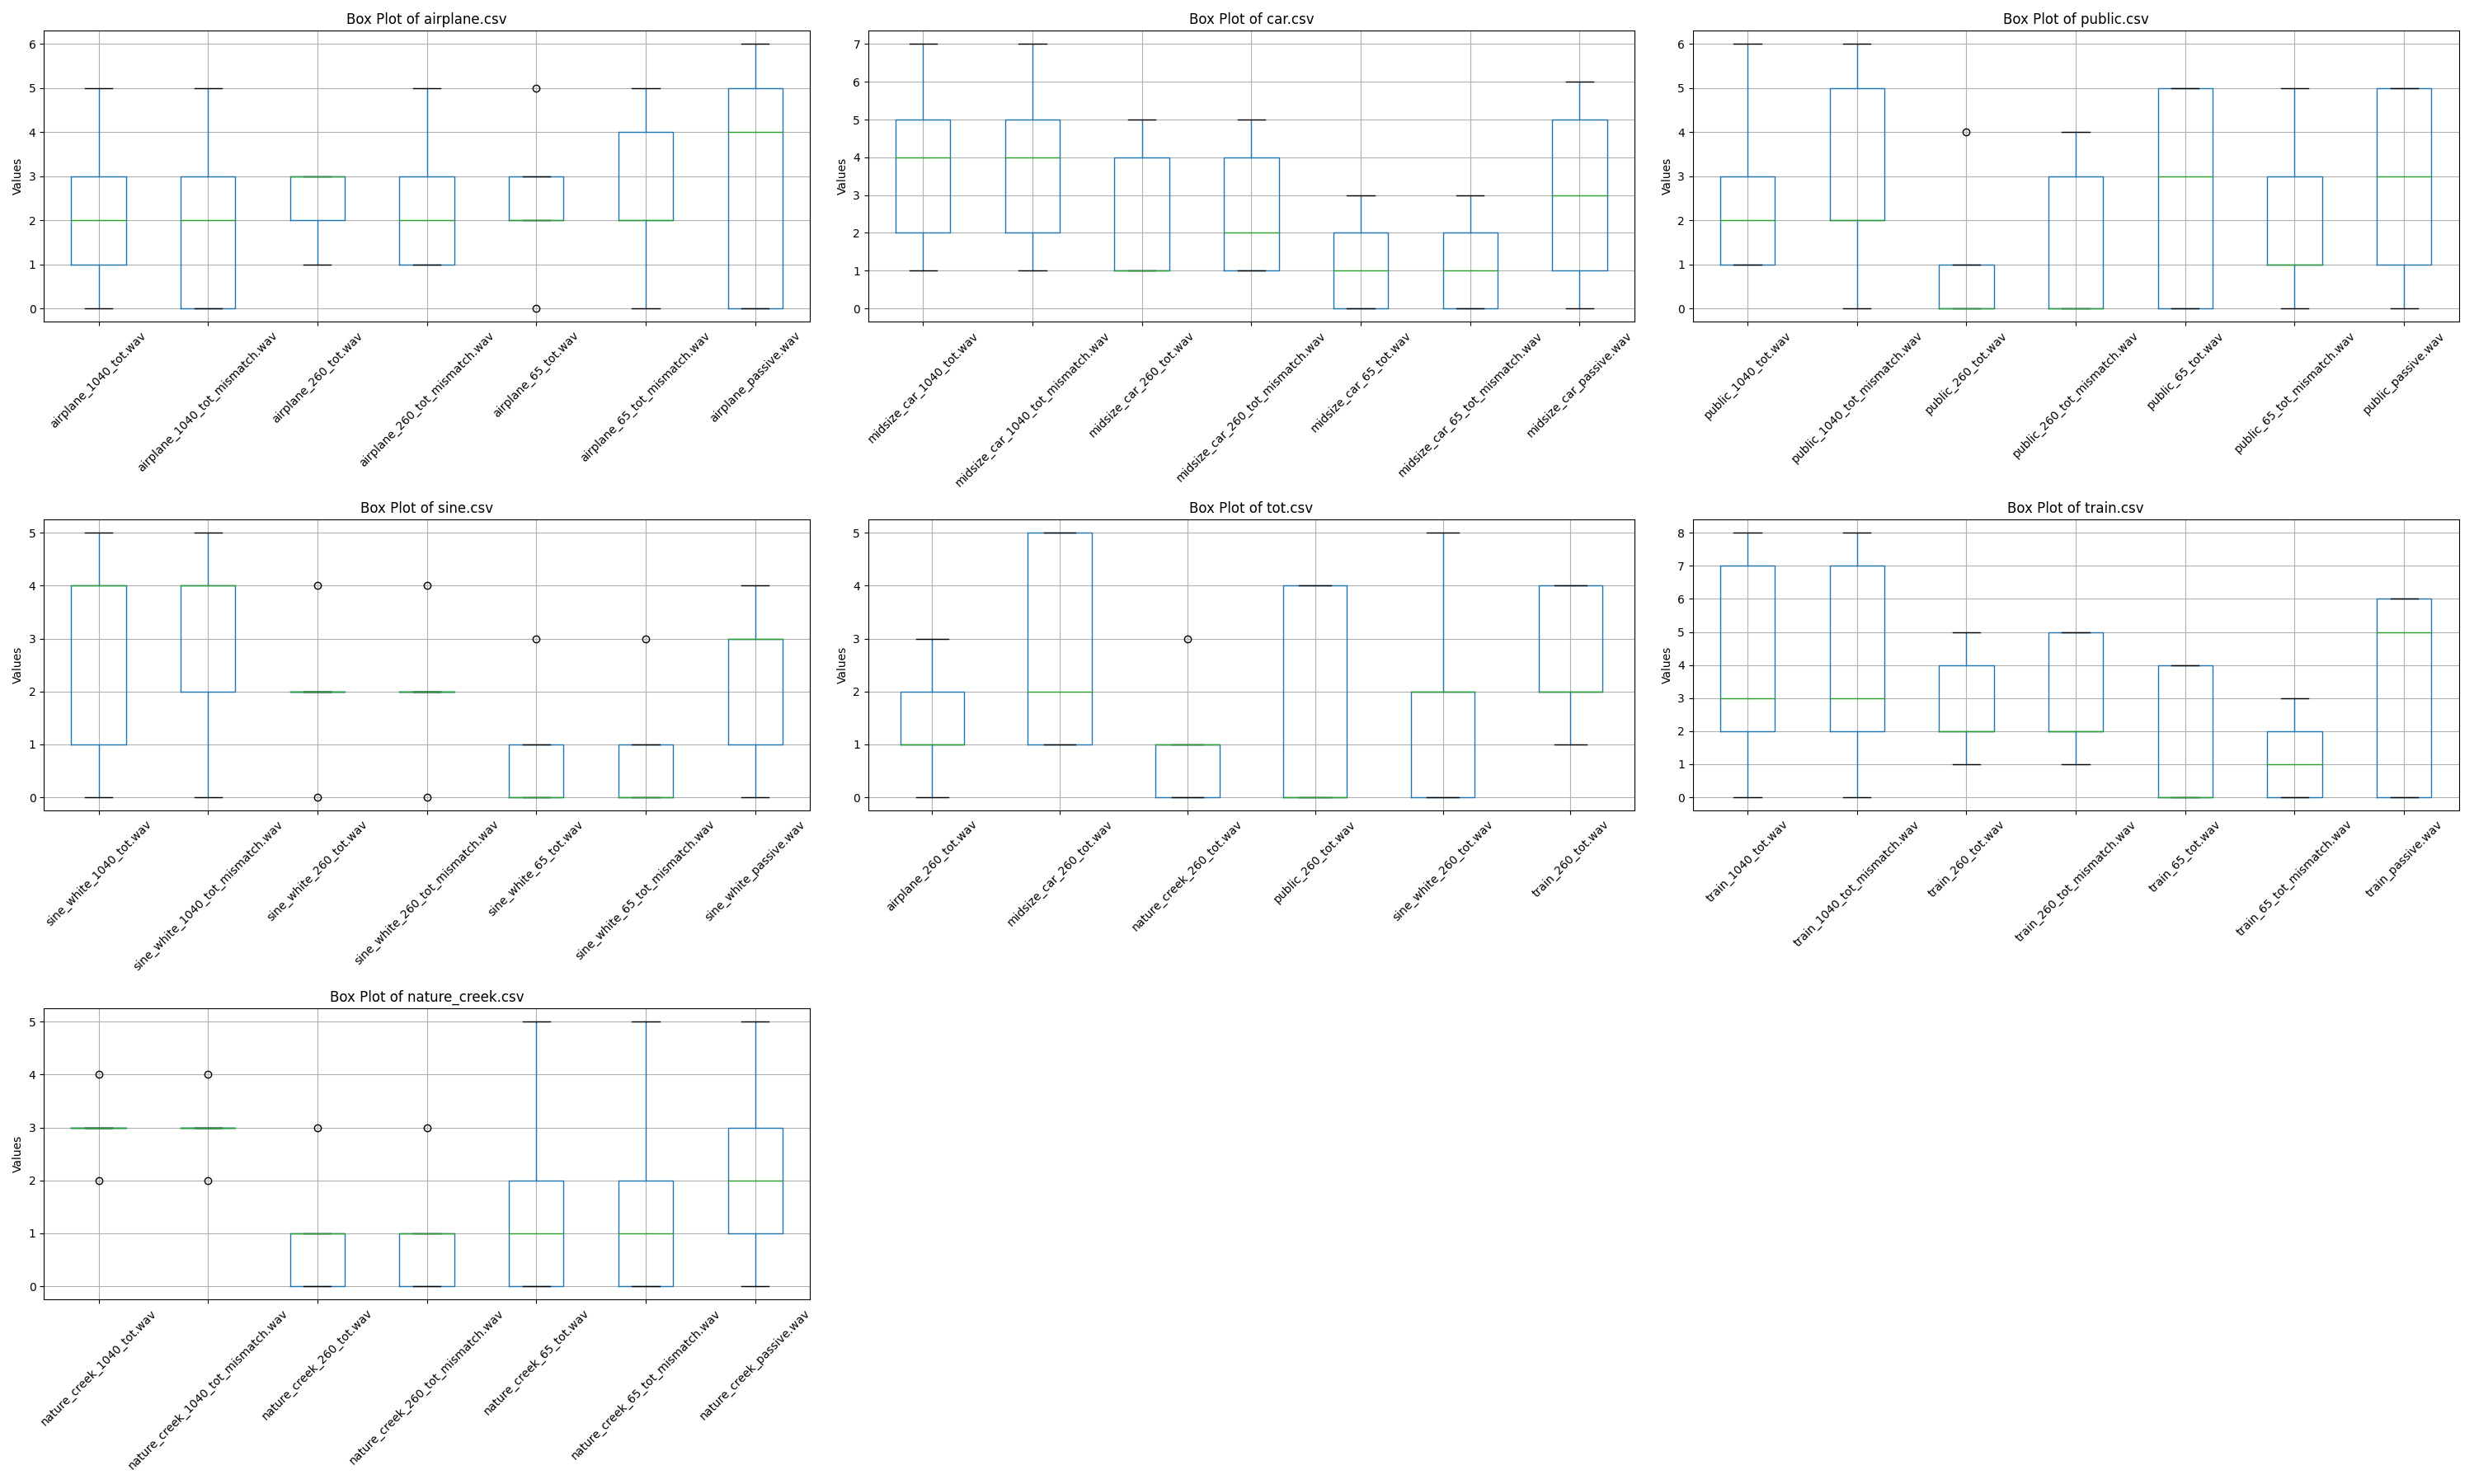 Box Plot of airplane.csv
Values
6
5
4
3
2
1
0
airplane_1040_tot.wav
airplane_1040_tot_mismatch.wav
airplane_260_tot.wav
airplane_260_tot_mismatch.wav
airplane_65_tot.wav
airplane_65_tot_mismatch.wav
airplane_passive.wav
Box Plot of car.csv
Values
7
6
5
4
3
2
1
0
midsize_car_1040_tot.wav
midsize_car_1040_tot_mismatch.wav
midsize_car_260_tot.wav
midsize_car_260_tot_mismatch.wav
midsize_car_65_tot.wav
midsize_car_65_tot_mismatch.wav
midsize_car_passive.wav
Box Plot of public.csv
Values
6
5
4
3
2
1
0
public_1040_tot.wav
public_1040_tot_mismatch.wav
public_260_tot.wav
public_260_tot_mismatch.wav
public_65_tot.wav
public_65_tot_mismatch.wav
public_passive.wav
Box Plot of sine.csv
Values
5
4
3
2
1
0
sine_white_1040_tot.wav
sine_white_1040_tot_mismatch.wav
sine_white_260_tot.wav
sine_white_260_tot_mismatch.wav
sine_white_65_tot.wav
sine_white_65_tot_mismatch.wav
sine_white_passive.wav
Box Plot of tot.csv
Values
5
4
3
2
1
0
airplane_260_tot.wav
midsize_car_260_tot.wav
nature_creek_260_tot.wav
public_260_tot.wav
sine_white_260_tot.wav
train_260_tot.wav
Box Plot of train.csv
Values
8
7
6
5
4
3
2
1
0
train_1040_tot.wav
train_1040_tot_mismatch.wav
train_260_tot.wav
train_260_tot_mismatch.wav
train_65_tot.wav
train_65_tot_mismatch.wav
train_passive.wav
Box Plot of nature_creek.csv
Values
5
4
3
2
1
0
nature_creek_1040_tot.wav
nature_creek_1040_tot_mismatch.wav
nature_creek_260_tot.wav
nature_creek_260_tot_mismatch.wav
nature_creek_65_tot.wav
nature_creek_65_tot_mismatch.wav
nature_creek_passive.wav